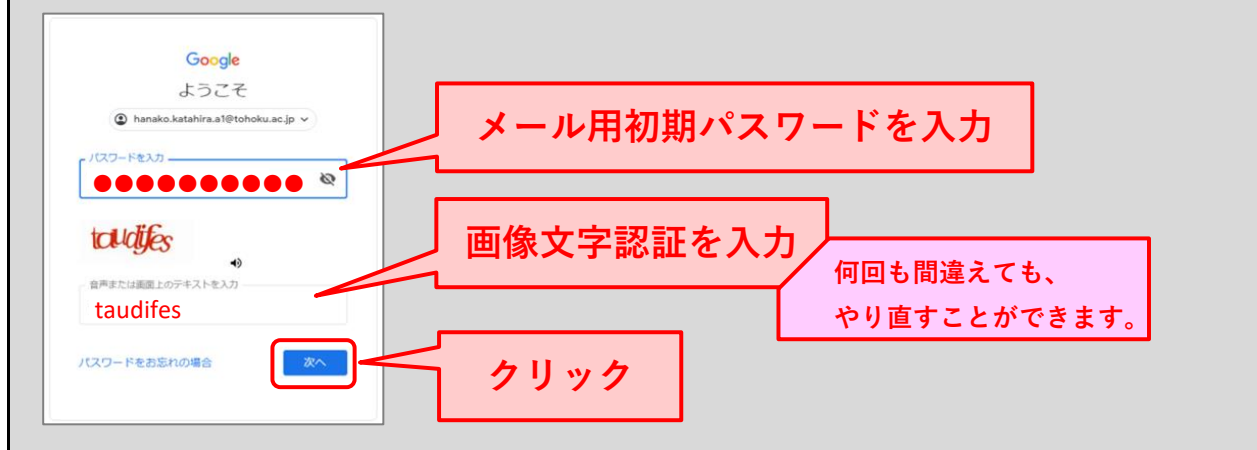 Google
ようこそ
hanako.katahira.a1@tohoku.ac.jp
パスワードを入力
●●●●●●●●●●
メール用初期パスワードを入力
taudifes
画像文字認証を入力
音声または画面上のテキストを入力
taudifes
何回も間違えても、
やり直すことができます。
パスワードをお忘れの場合
次へ
クリック